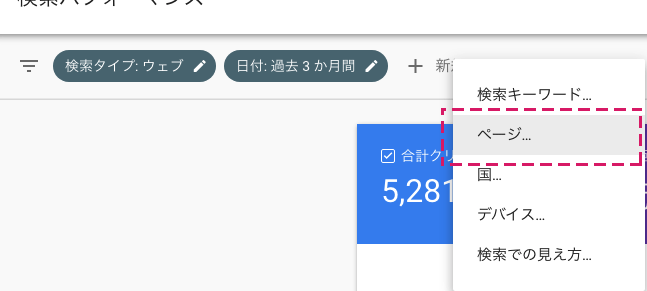 検索パフォーマンス
検索タイプ: ウェブ
日付: 過去 3 か月間
+ 新規
検索キーワード...
ページ...
合計クリ
5,281
国...
デバイス...
検索での見え方...